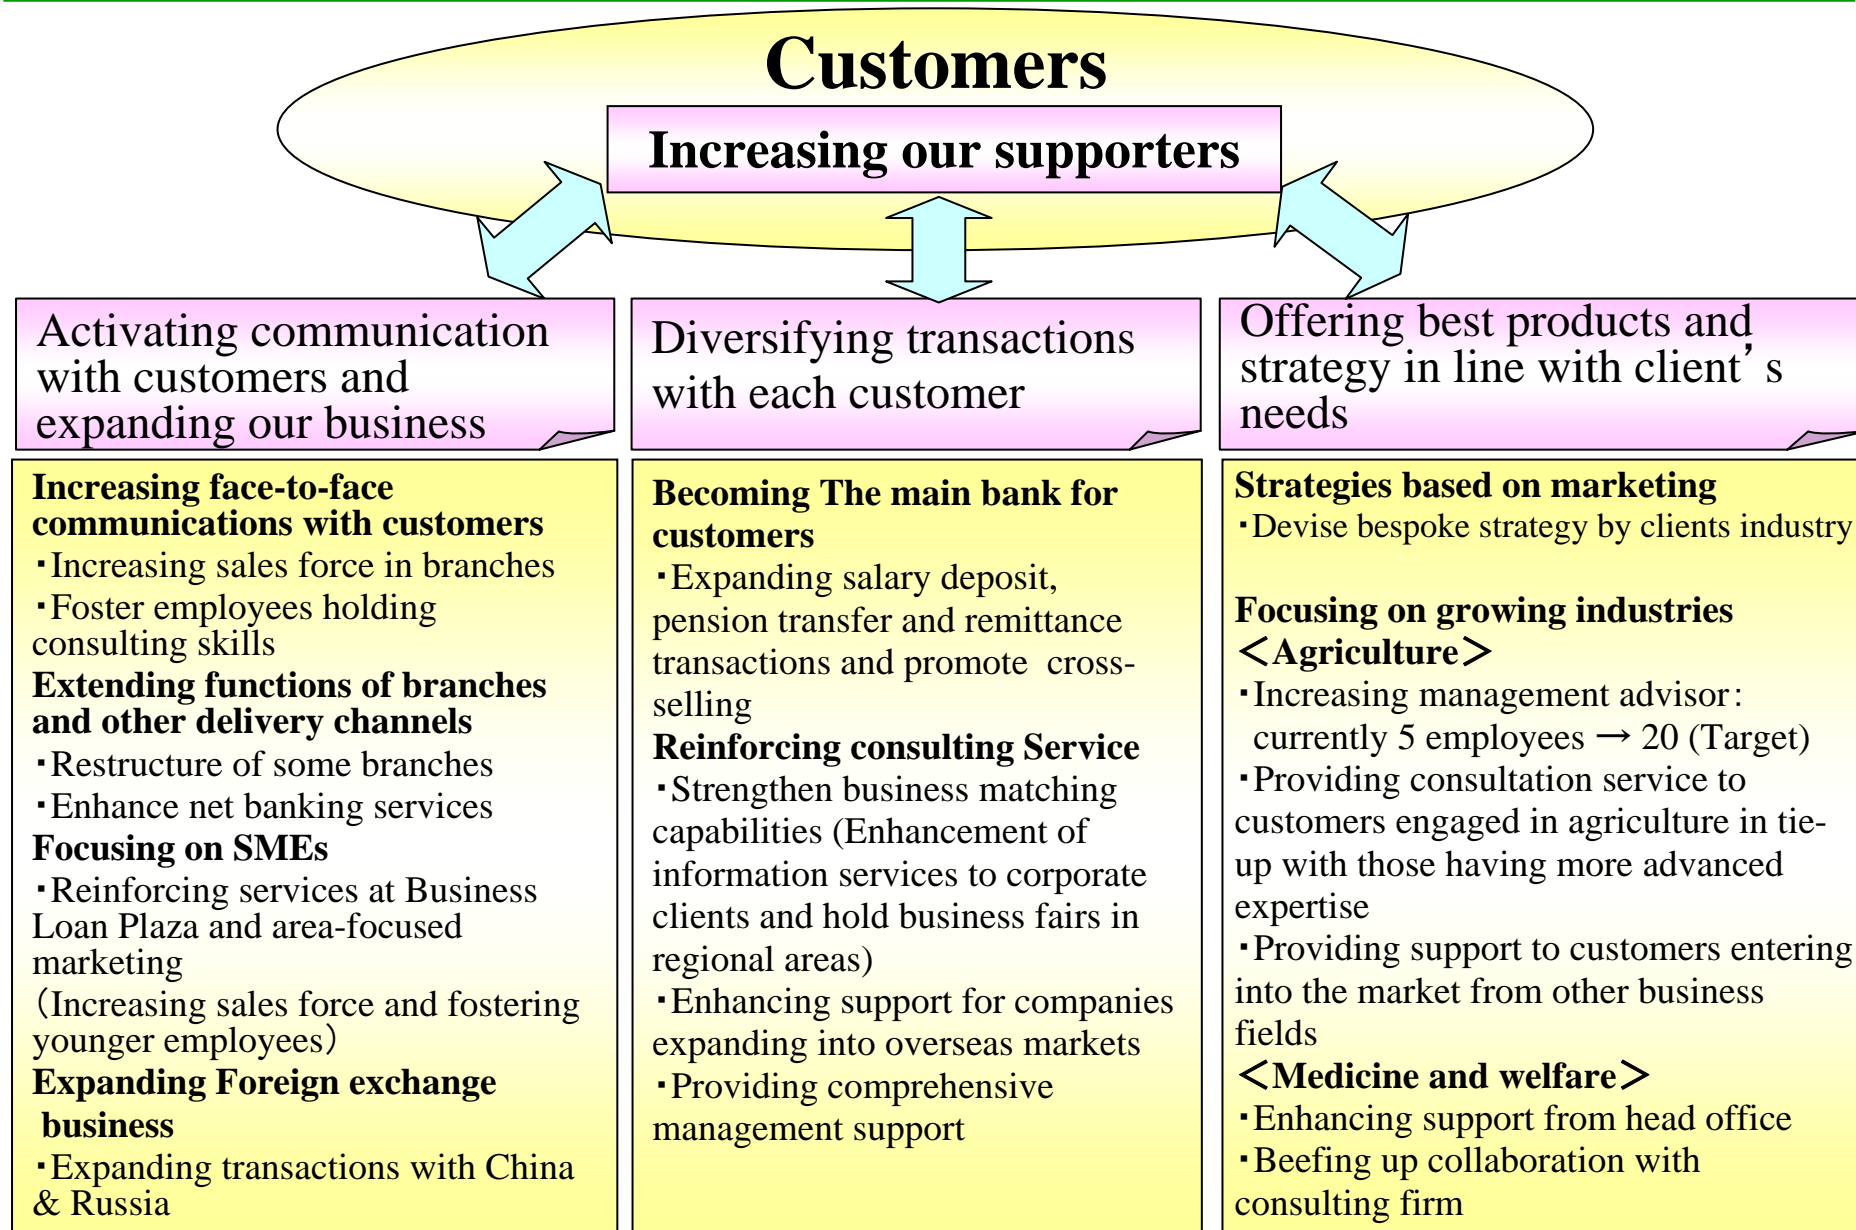 Customers
Increasing our supporters
Activating communication
with customers and
expanding our business
Increasing face-to-face
communications with customers
･Increasing sales force in branches
･Foster employees holding
consulting skills
Extending functions of branches
and other delivery channels
･Restructure of some branches
･Enhance net banking services
Focusing on SMEs
･Reinforcing services at Business
Loan Plaza and area-focused
marketing
（Increasing sales force and fostering
younger employees）
Expanding Foreign exchange
business
･Expanding transactions with China
& Russia
Diversifying transactions
with each customer
Becoming The main bank for
customers
･Expanding salary deposit,
pension transfer and remittance
transactions and promote cross-
selling
Reinforcing consulting Service
･Strengthen business matching
capabilities (Enhancement of
information services to corporate
clients and hold business fairs in
regional areas)
･Enhancing support for companies
expanding into overseas markets
･Providing comprehensive
management support
Offering best products and
strategy in line with client’s
needs
Strategies based on marketing
･Devise bespoke strategy by clients industry
Focusing on growing industries
＜Agriculture＞
･Increasing management advisor:
currently 5 employees → 20 (Target)
･Providing consultation service to
customers engaged in agriculture in tie-
up with those having more advanced
expertise
･Providing support to customers entering
into the market from other business
fields
＜Medicine and welfare＞
･Enhancing support from head office
･Beefing up collaboration with
consulting firm